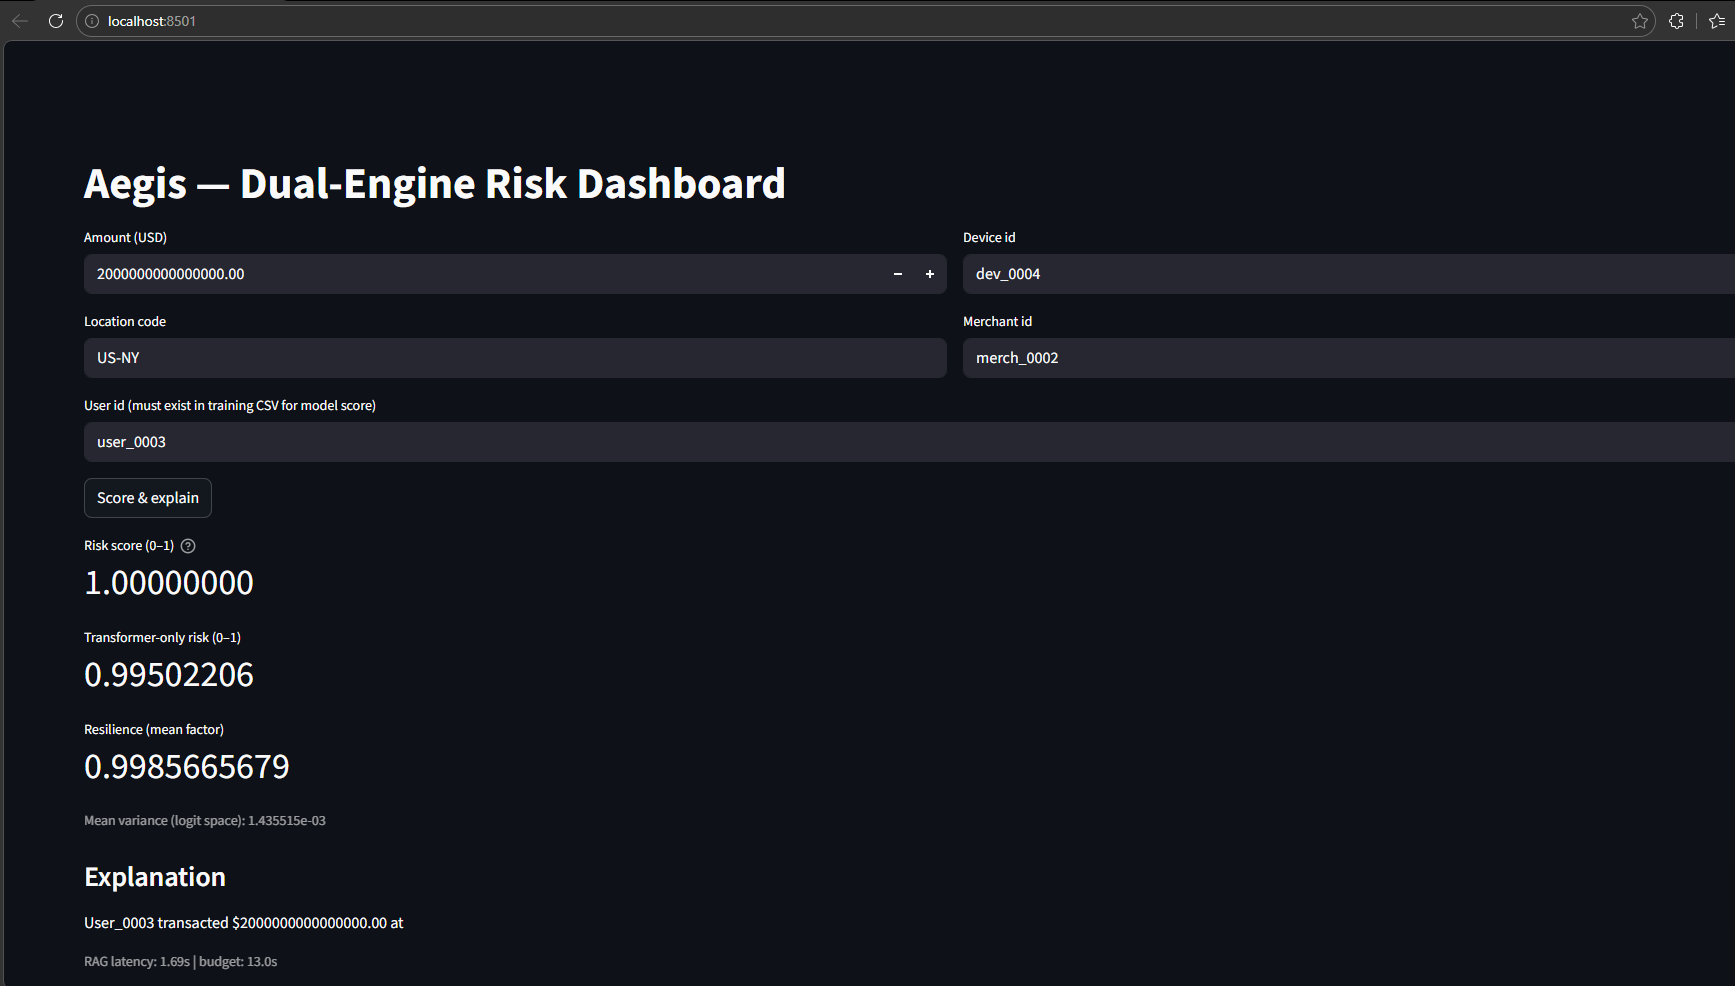 localhost:8501
Aegis — Dual-Engine Risk Dashboard
Amount (USD)
2000000000000000.00
Device id
dev_0004
Location code
US-NY
Merchant id
merch_0002
User id (must exist in training CSV for model score)
user_0003
Score & explain
Risk score (0–1)
1.00000000
Transformer-only risk (0–1)
0.99502206
Resilience (mean factor)
0.9985665679
Mean variance (logit space): 1.435515e-03
Explanation
User_0003 transacted $2000000000000000.00 at
RAG latency: 1.69s | budget: 13.0s